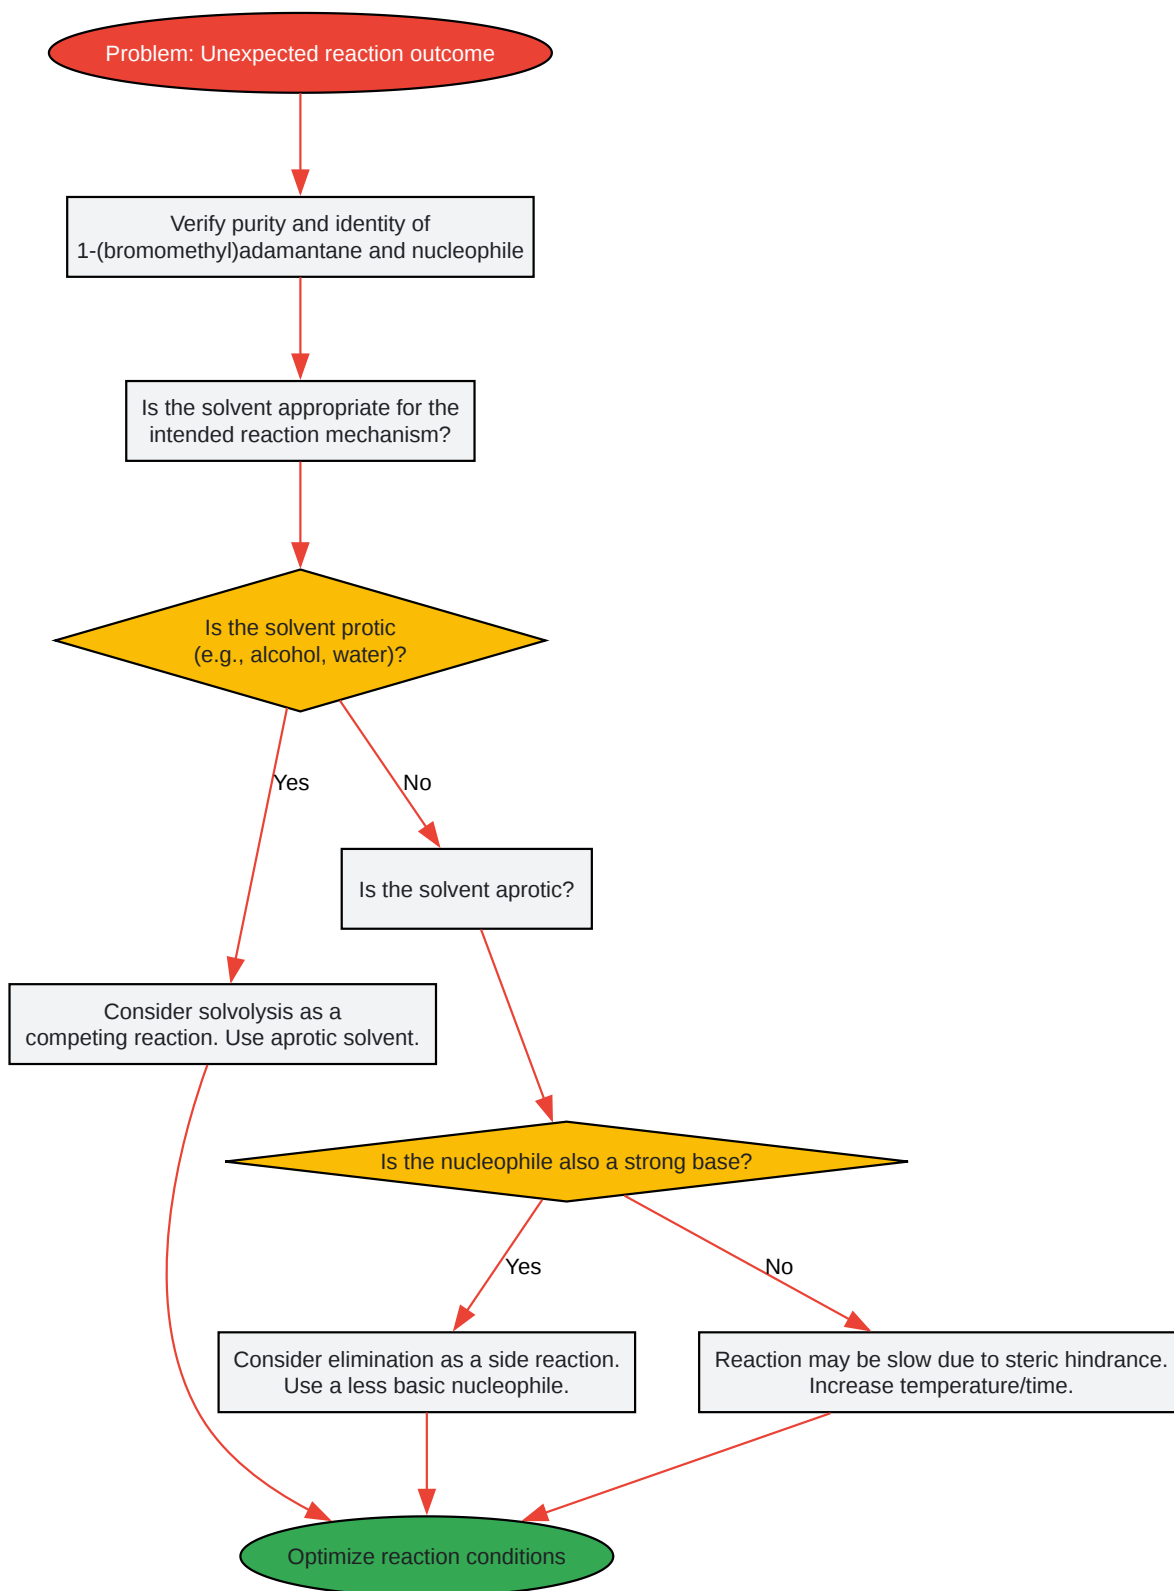 Problem: Unexpected reaction outcome
Verify purity and identity of
1-(bromomethyl)adamantane and nucleophile
Is the solvent appropriate for the
intended reaction mechanism?
Is the solvent protic
(e.g., alcohol, water)?
Yes
No
Is the solvent aprotic?
Consider solvolysis as a
competing reaction. Use aprotic solvent.
Is the nucleophile also a strong base?
Yes
No
Consider elimination as a side reaction.
Use a less basic nucleophile.
Reaction may be slow due to steric hindrance.
Increase temperature/time.
Optimize reaction conditions